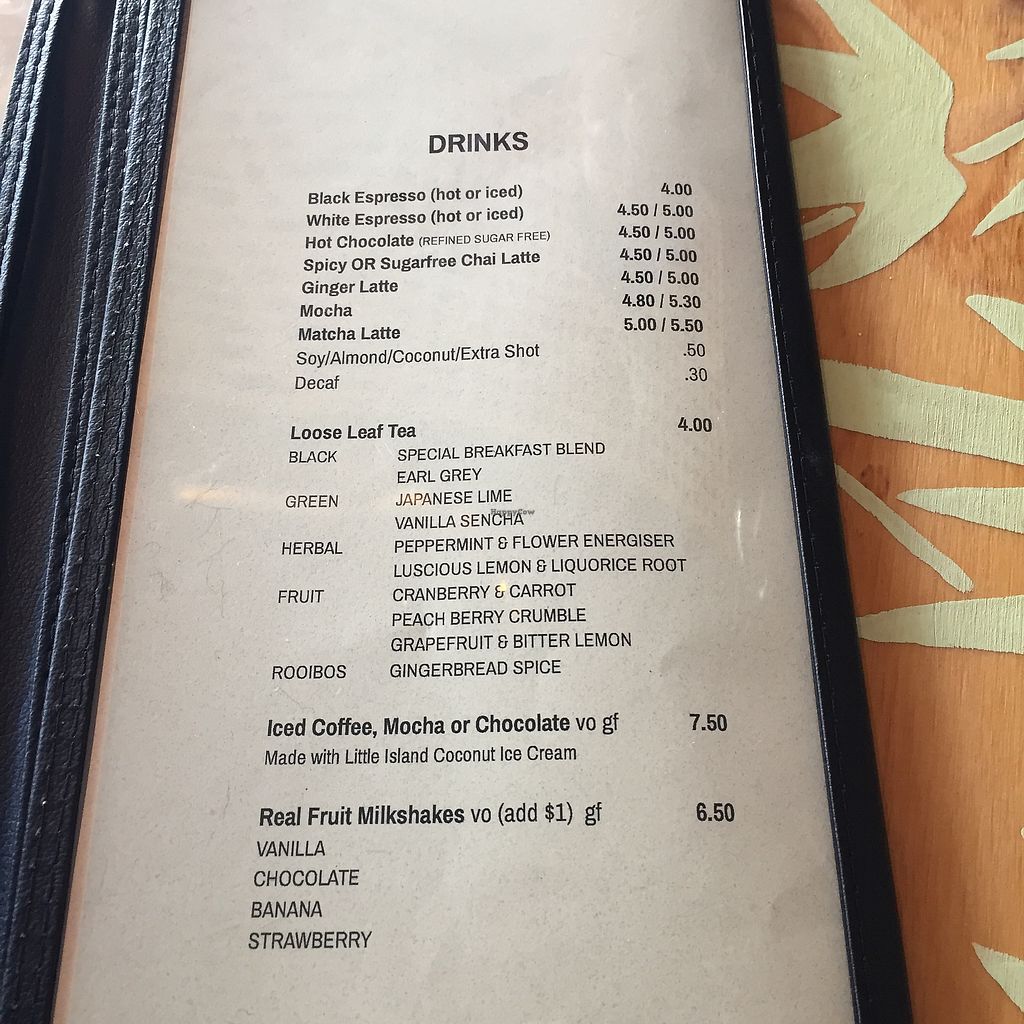 DRINKS
Black Espresso (hot or iced) 4.00
White Espresso (hot or iced) 4.50 / 5.00
Hot Chocolate (REFINED SUGAR FREE) 4.50 / 5.00
Spicy OR Sugarfree Chai Latte 4.50 / 5.00
Ginger Latte 4.50 / 5.00
Mocha 4.80 / 5.30
Matcha Latte 5.00 / 5.50
Soy/Almond/Coconut/Extra Shot .50
Decaf .30
Loose Leaf Tea 4.00
BLACK SPECIAL BREAKFAST BLEND
EARL GREY
GREEN JAPANESE LIME
HappyCow
VANILLA SENCHA
HERBAL PEPPERMINT & FLOWER ENERGISER
LUSCIOUS LEMON & LIQUORICE ROOT
FRUIT CRANBERRY & CARROT
PEACH BERRY CRUMBLE
GRAPEFRUIT & BITTER LEMON
ROOIBOS GINGERBREAD SPICE
Iced Coffee, Mocha or Chocolate vo gf 7.50
Made with Little Island Coconut Ice Cream
Real Fruit Milkshakes vo (add $1) gf 6.50
VANILLA
CHOCOLATE
BANANA
STRAWBERRY